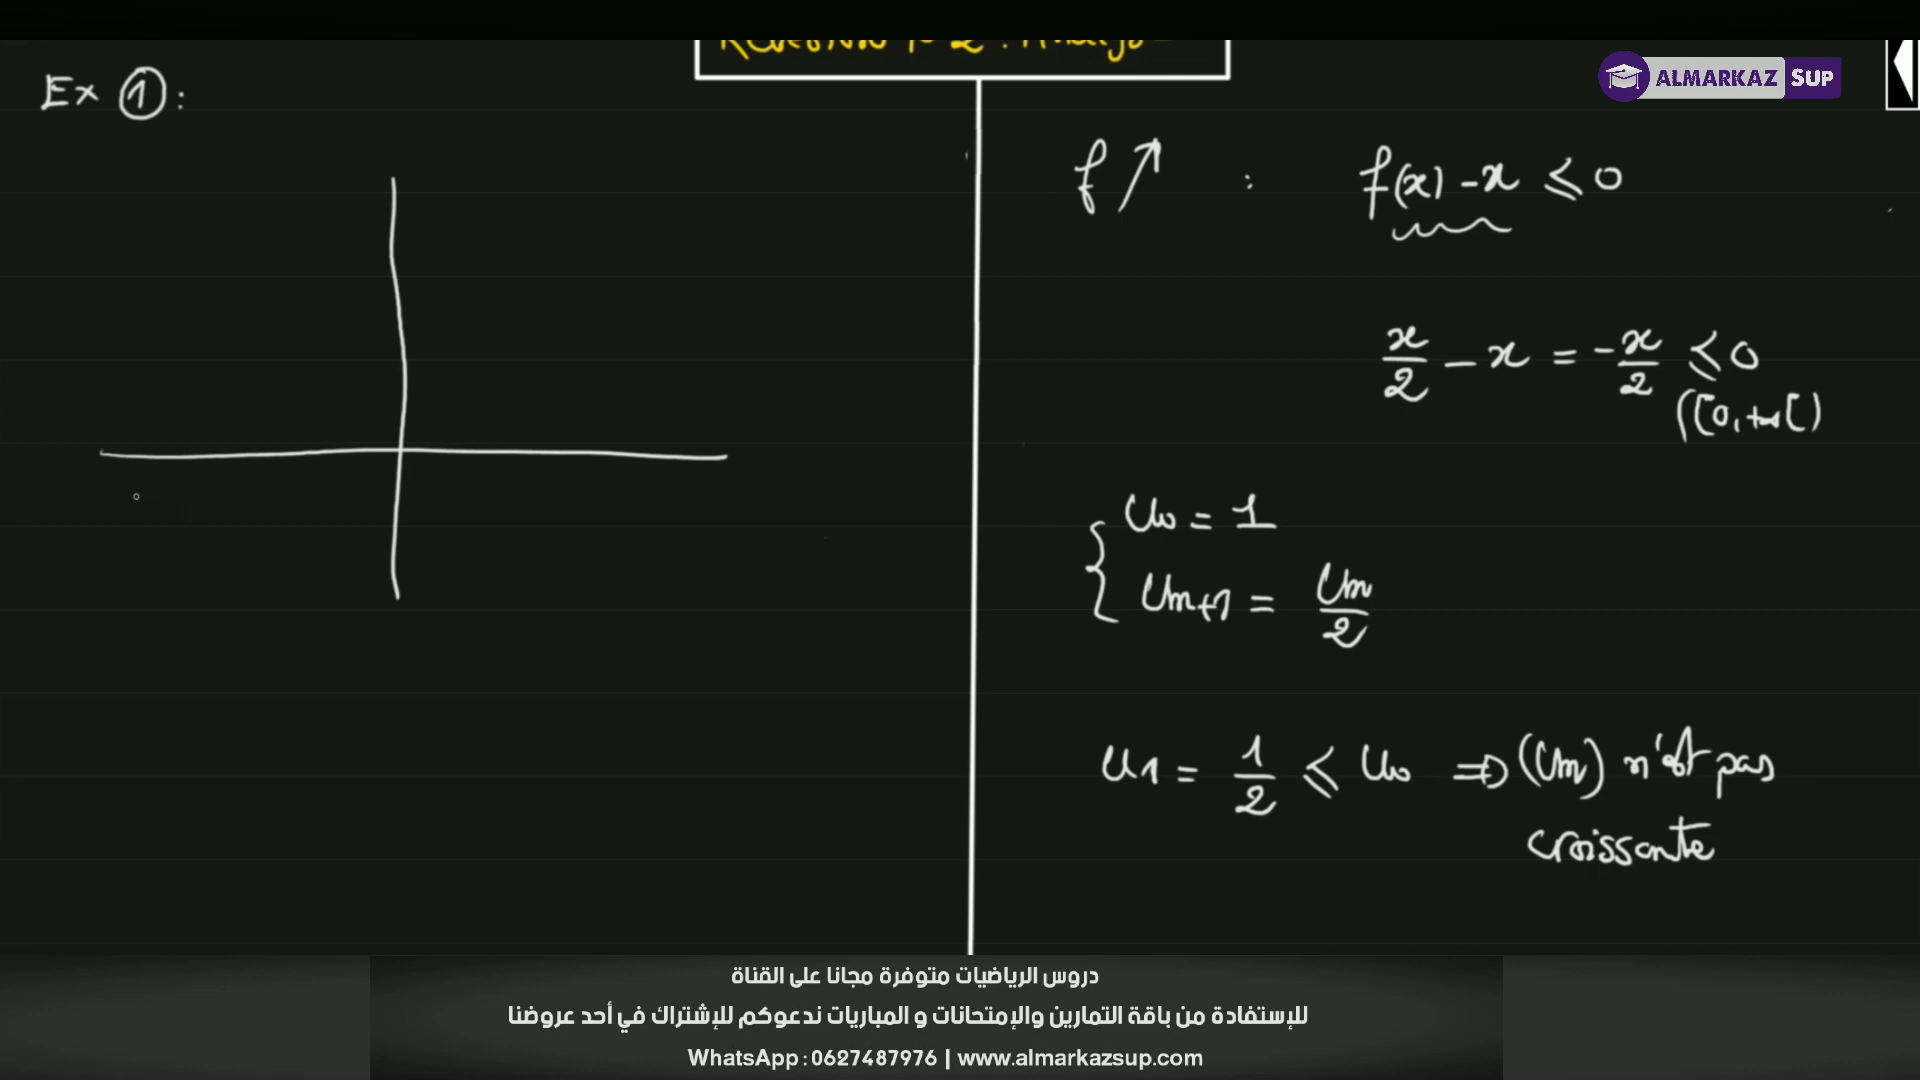 Ex ① :
ALMARKAZ SUP
f ↗ : f(x) - x ⩽ 0
x/2 - x = -x/2 ⩽ 0
([0, +∞[)
{ U0 = 1
Un+1 = Un/2
U1 = 1/2 ⩽ U0 ⇒ (Un) n'est pas
croissante
دروس الرياضيات متوفرة مجانا على القناة
للإستفادة من باقة التمارين والإمتحانات و المباريات ندعوكم للإشتراك في أحد عروضنا
WhatsApp : 0627487976 | www.almarkazsup.com